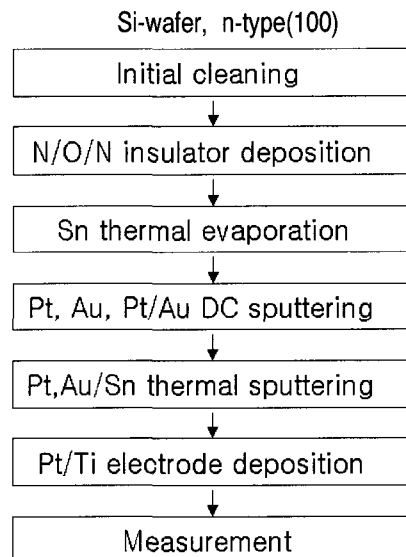 Si-wafer, n-type(100)
Initial cleaning
N/O/N insulator deposition
Sn thermal evaporation
Pt, Au, Pt/Au DC sputtering
Pt,Au/Sn thermal sputtering
Pt/Ti electrode deposition
Measurement